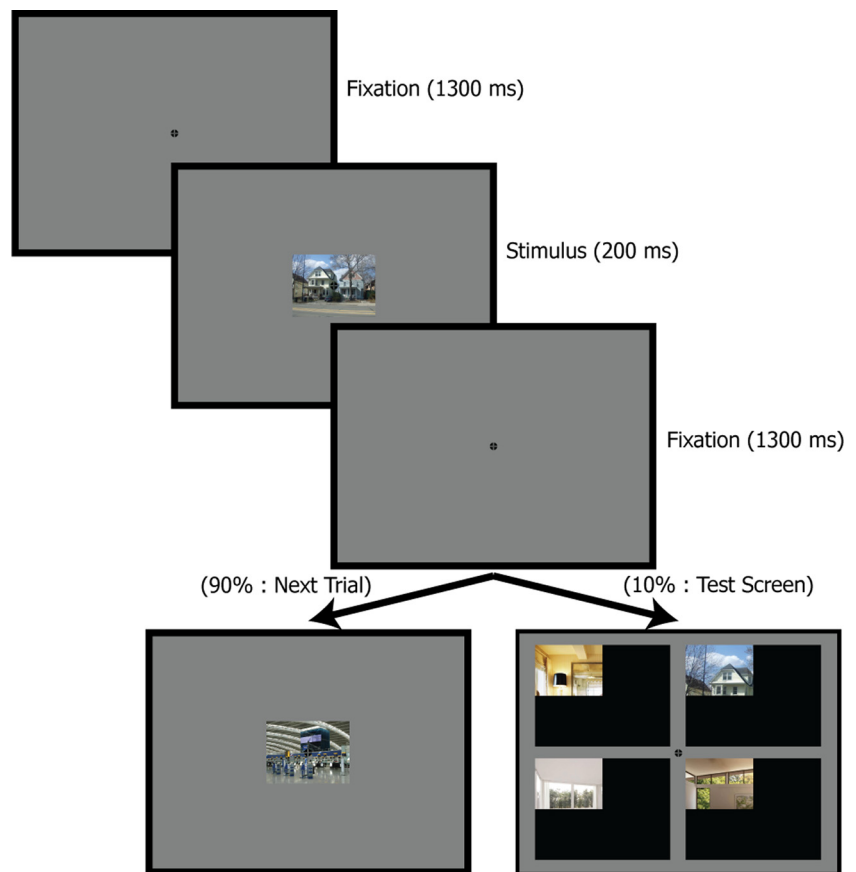 Fixation (1300 ms)
Stimulus (200 ms)
Fixation (1300 ms)
(90% : Next Trial)
(10% : Test Screen)